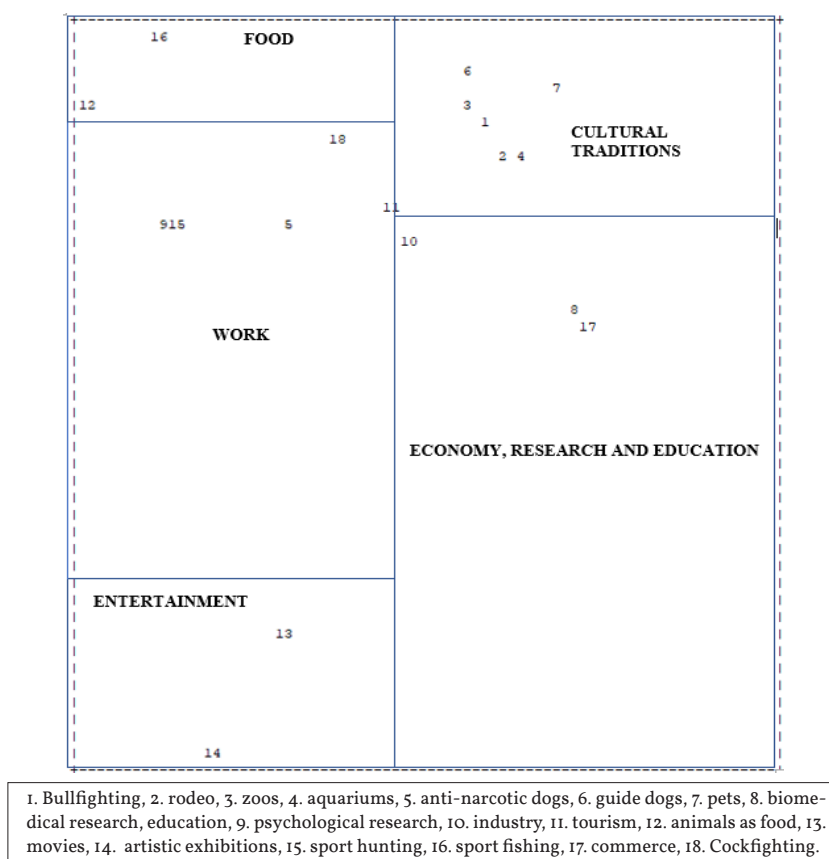 16 FOOD
6
7
12
3
1
CULTURAL
TRADITIONS
18
2 4
11
915 5
10
8
17
WORK
ECONOMY, RESEARCH AND EDUCATION
ENTERTAINMENT
13
14
1. Bullfighting, 2. rodeo, 3. zoos, 4. aquariums, 5. anti-narcotic dogs, 6. guide dogs, 7. pets, 8. biome-
dical research, education, 9. psychological research, 10. industry, 11. tourism, 12. animals as food, 13.
movies, 14. artistic exhibitions, 15. sport hunting, 16. sport fishing, 17. commerce, 18. Cockfighting.